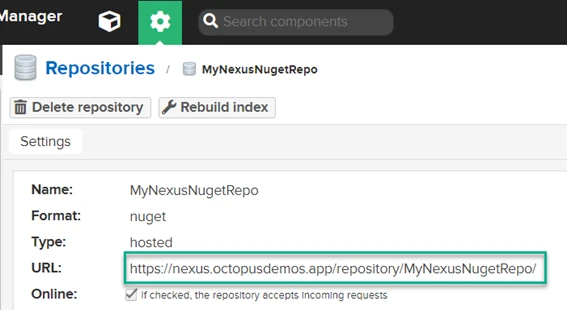 Manager
Search components
Repositories / MyNexusNugetRepo
Delete repository Rebuild index
Settings
Name: MyNexusNugetRepo
Format: nuget
Type: hosted
URL: https://nexus.octopusdemos.app/repository/MyNexusNugetRepo/
Online: If checked, the repository accepts incoming requests